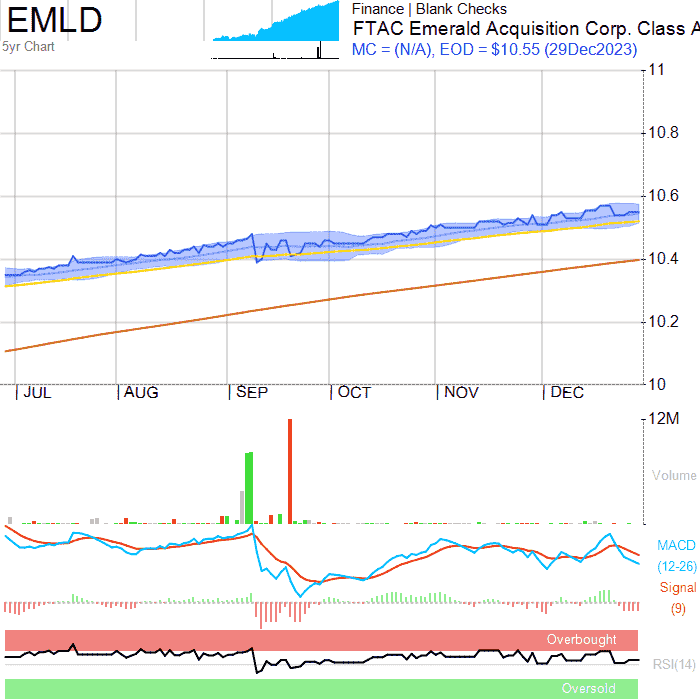 EMLD
5yr Chart
Finance | Blank Checks
FTAC Emerald Acquisition Corp. Class A
MC = (N/A), EOD = $10.55 (29Dec2023)
11
10.8
10.6
10.4
10.2
10
JUL
AUG
SEP
OCT
NOV
DEC
12M
Volume
MACD
(12-26)
Signal
(9)
Overbought
RSI(14)
Oversold